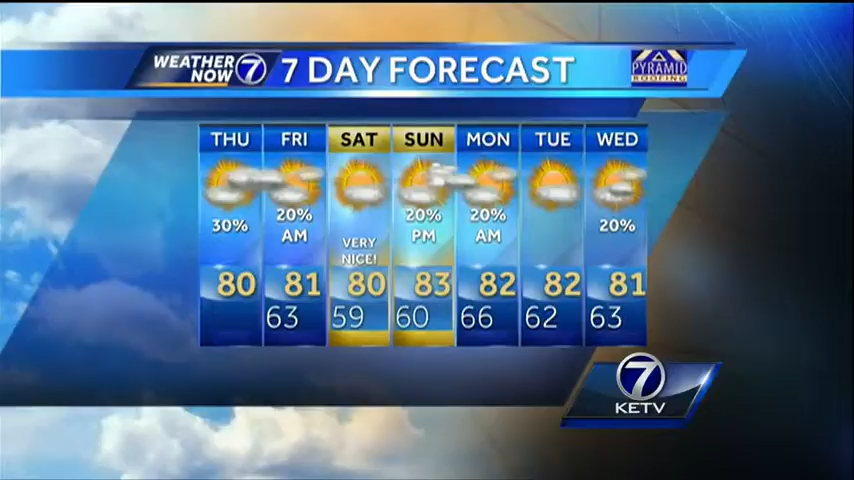 WEATHER NOW 7
7 DAY FORECAST
PYRAMID
ROOFING
THU FRI SAT SUN MON TUE WED
30% 20% AM VERY NICE! 20% PM 20% AM 20%
80 81 80 83 82 82 81
63 59 60 66 62 63
7
KETV